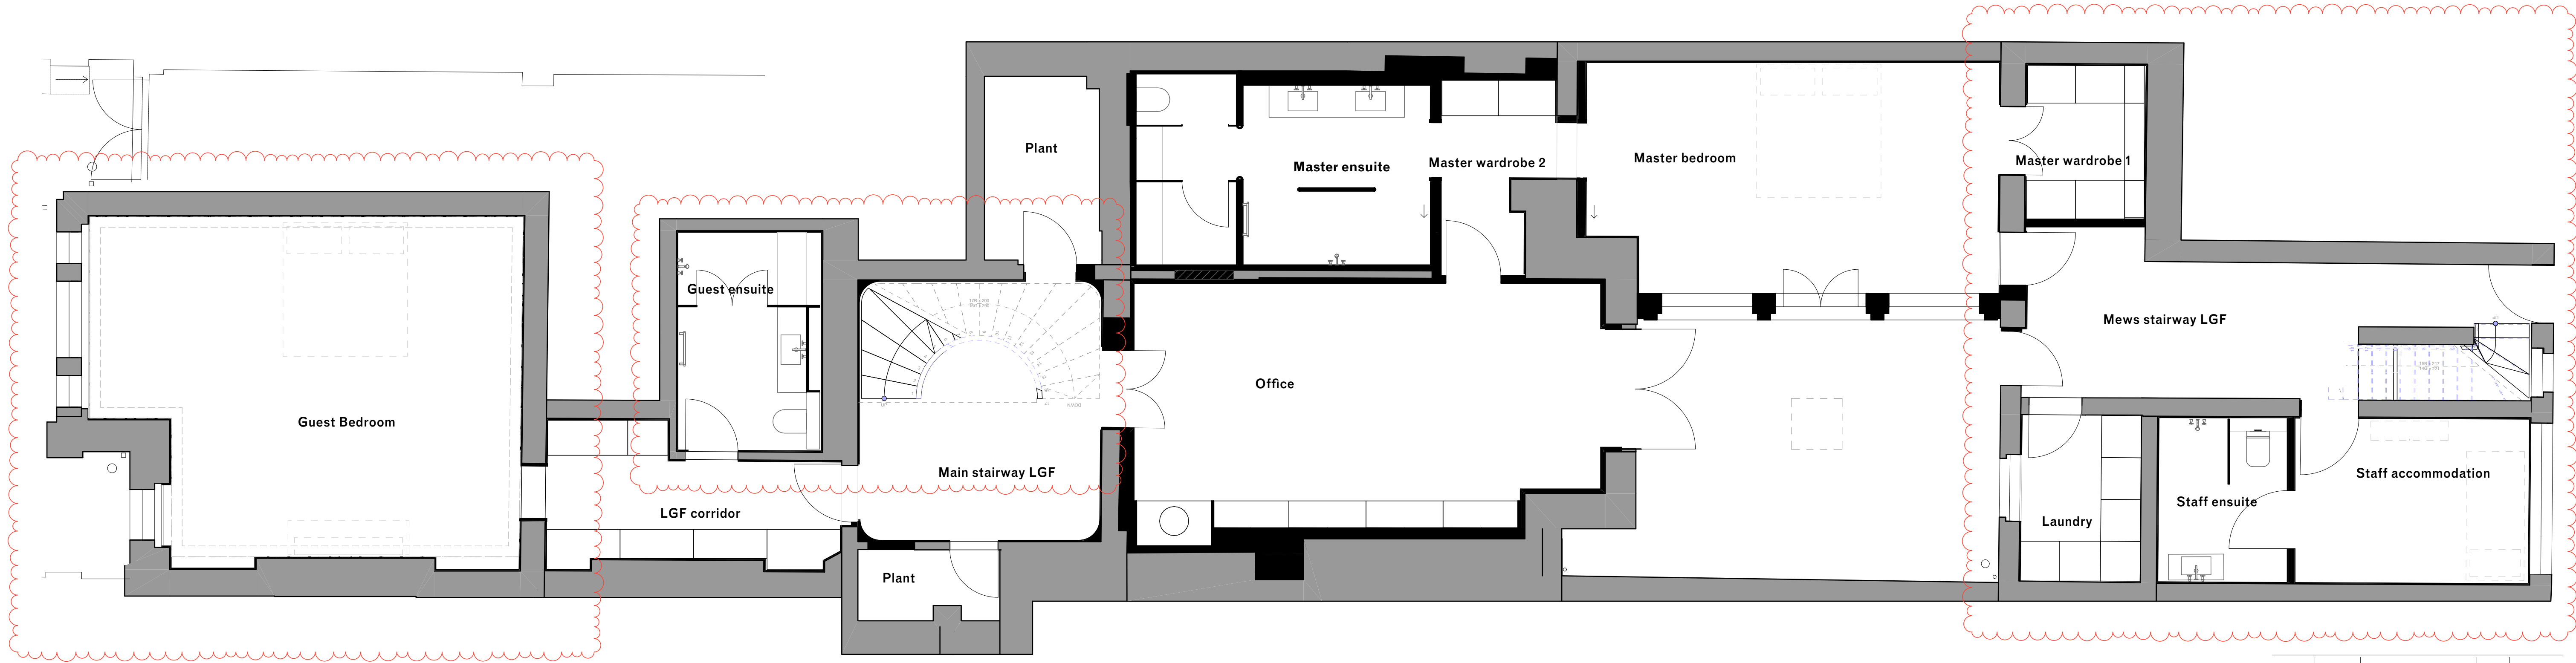 Plant
Master ensuite
Master wardrobe 2
Master bedroom
Master wardrobe 1
Guest ensuite
Mews stairway LGF
Office
Guest Bedroom
Main stairway LGF
Staff accommodation
Staff ensuite
LGF corridor
Laundry
Plant